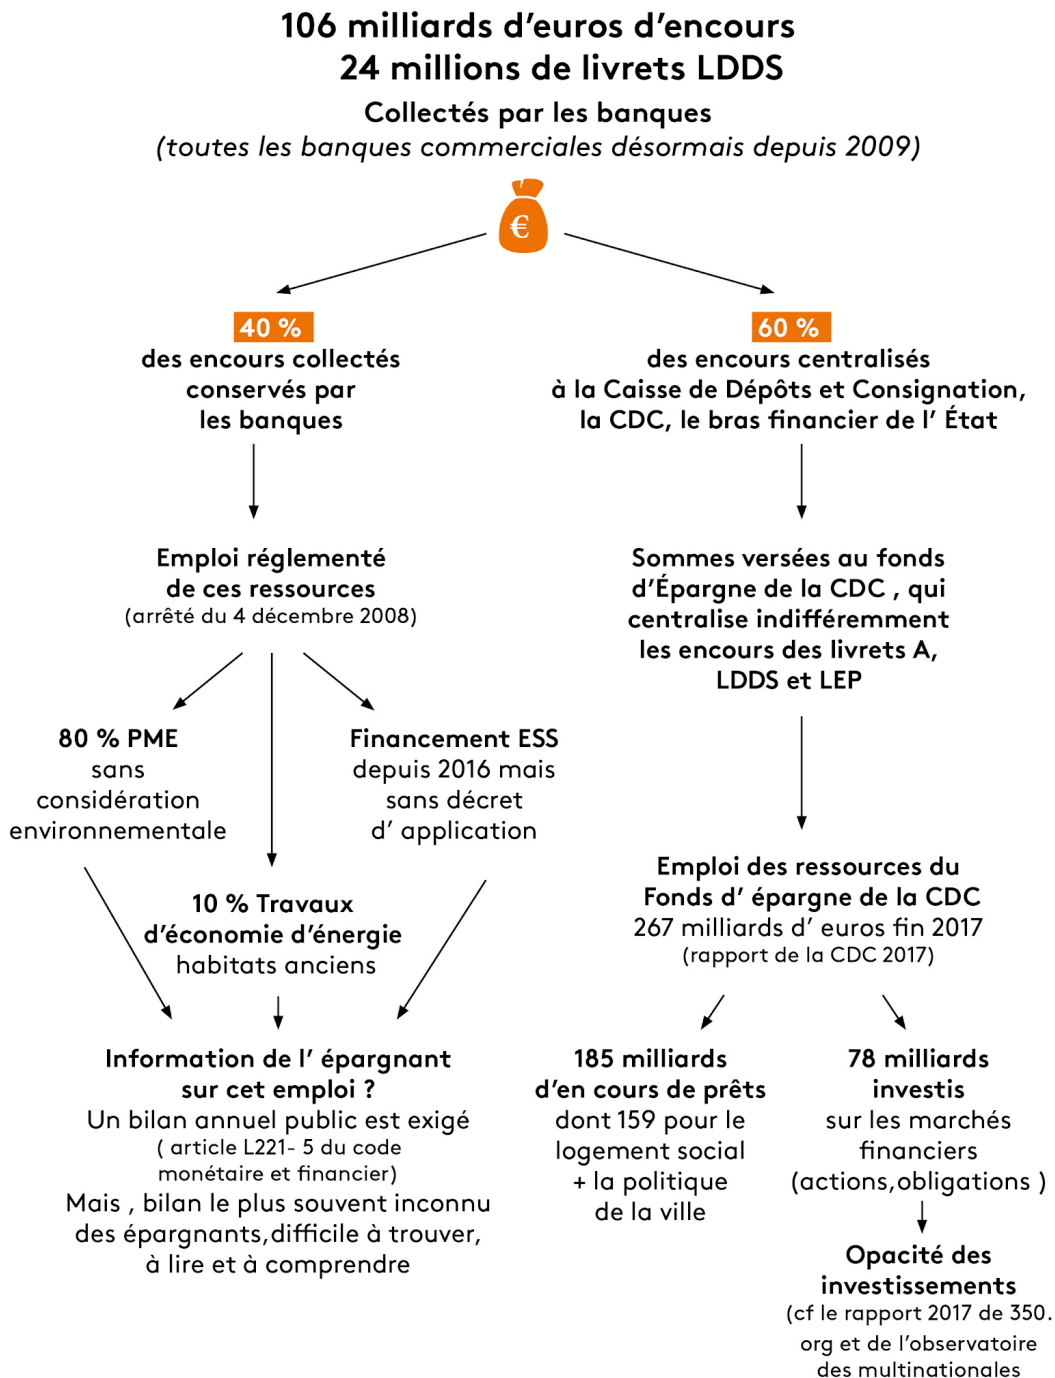 106 milliards d’euros d’encours
24 millions de livrets LDDS
Collectés par les banques
(toutes les banques commerciales désormais depuis 2009)
€
40 %
des encours collectés
conservés par
les banques
60 %
des encours centralisés
à la Caisse de Dépôts et Consignation,
la CDC, le bras financier de l’ État
Emploi réglementé
de ces ressources
(arrêté du 4 décembre 2008)
Sommes versées au fonds
d’Épargne de la CDC , qui
centralise indifféremment
les encours des livrets A,
LDDS et LEP
80 % PME
sans
considération
environnementale
Financement ESS
depuis 2016 mais
sans décret
d’ application
10 % Travaux
d’économie d’énergie
habitats anciens
Emploi des ressources du
Fonds d’ épargne de la CDC
267 milliards d’ euros fin 2017
(rapport de la CDC 2017)
Information de l’ épargnant
sur cet emploi ?
Un bilan annuel public est exigé
( article L221- 5 du code
monétaire et financier)
Mais , bilan le plus souvent inconnu
des épargnants,difficile à trouver,
à lire et à comprendre
185 milliards
d’en cours de prêts
dont 159 pour le
logement social
+ la politique
de la ville
78 milliards
investis
sur les marchés
financiers
(actions,obligations )
Opacité des
investissements
(cf le rapport 2017 de 350.
org et de l’observatoire
des multinationales